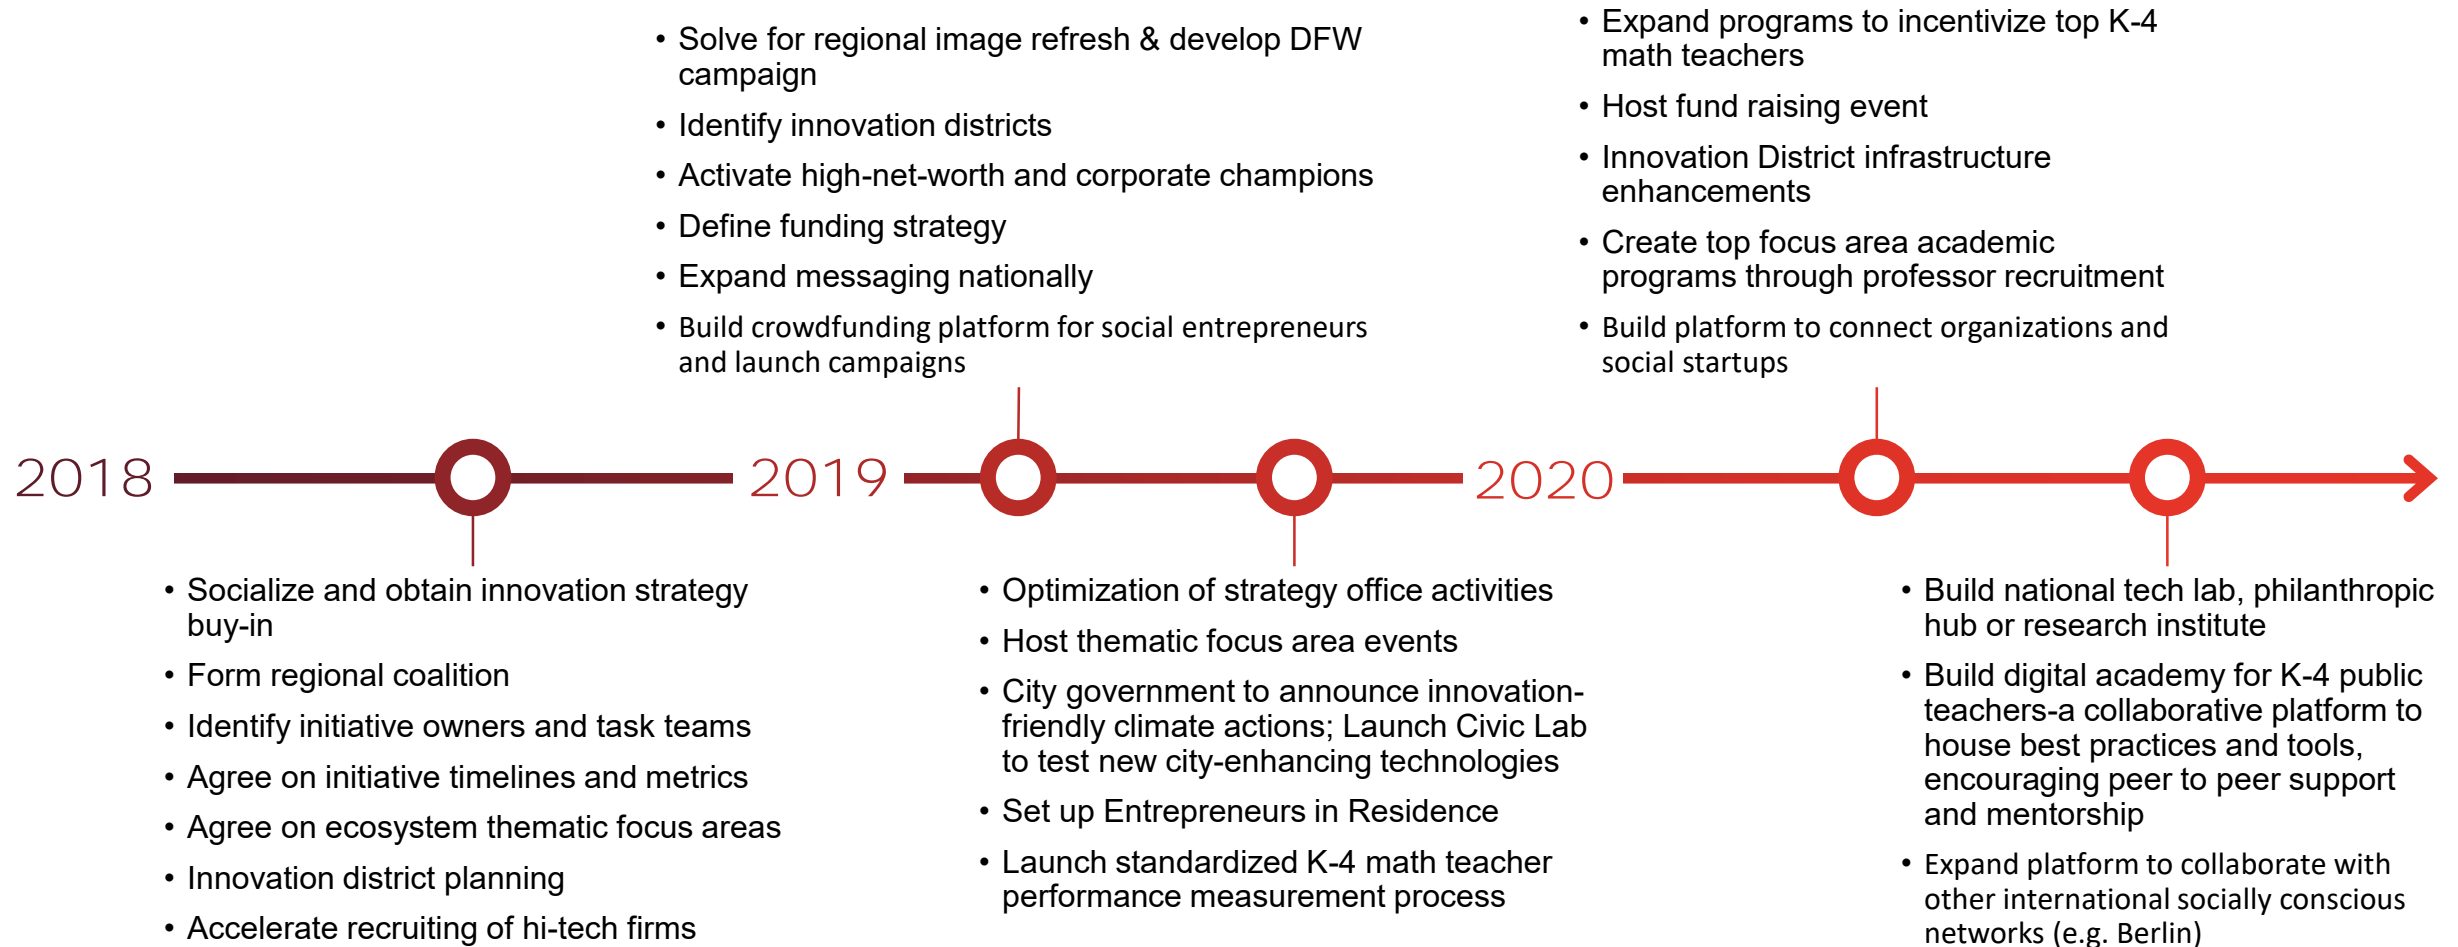 • Solve for regional image refresh & develop DFW
campaign
• Identify innovation districts
• Activate high-net-worth and corporate champions
• Define funding strategy
• Expand messaging nationally
• Build crowdfunding platform for social entrepreneurs
and launch campaigns
• Expand programs to incentivize top K-4
math teachers
• Host fund raising event
• Innovation District infrastructure
enhancements
• Create top focus area academic
programs through professor recruitment
• Build platform to connect organizations and
social startups
2018
2019
2020
• Socialize and obtain innovation strategy
buy-in
• Form regional coalition
• Identify initiative owners and task teams
• Agree on initiative timelines and metrics
• Agree on ecosystem thematic focus areas
• Innovation district planning
• Accelerate recruiting of hi-tech firms
• Optimization of strategy office activities
• Host thematic focus area events
• City government to announce innovation-
friendly climate actions; Launch Civic Lab
to test new city-enhancing technologies
• Set up Entrepreneurs in Residence
• Launch standardized K-4 math teacher
performance measurement process
• Build national tech lab, philanthropic
hub or research institute
• Build digital academy for K-4 public
teachers-a collaborative platform to
house best practices and tools,
encouraging peer to peer support
and mentorship
• Expand platform to collaborate with
other international socially conscious
networks (e.g. Berlin)